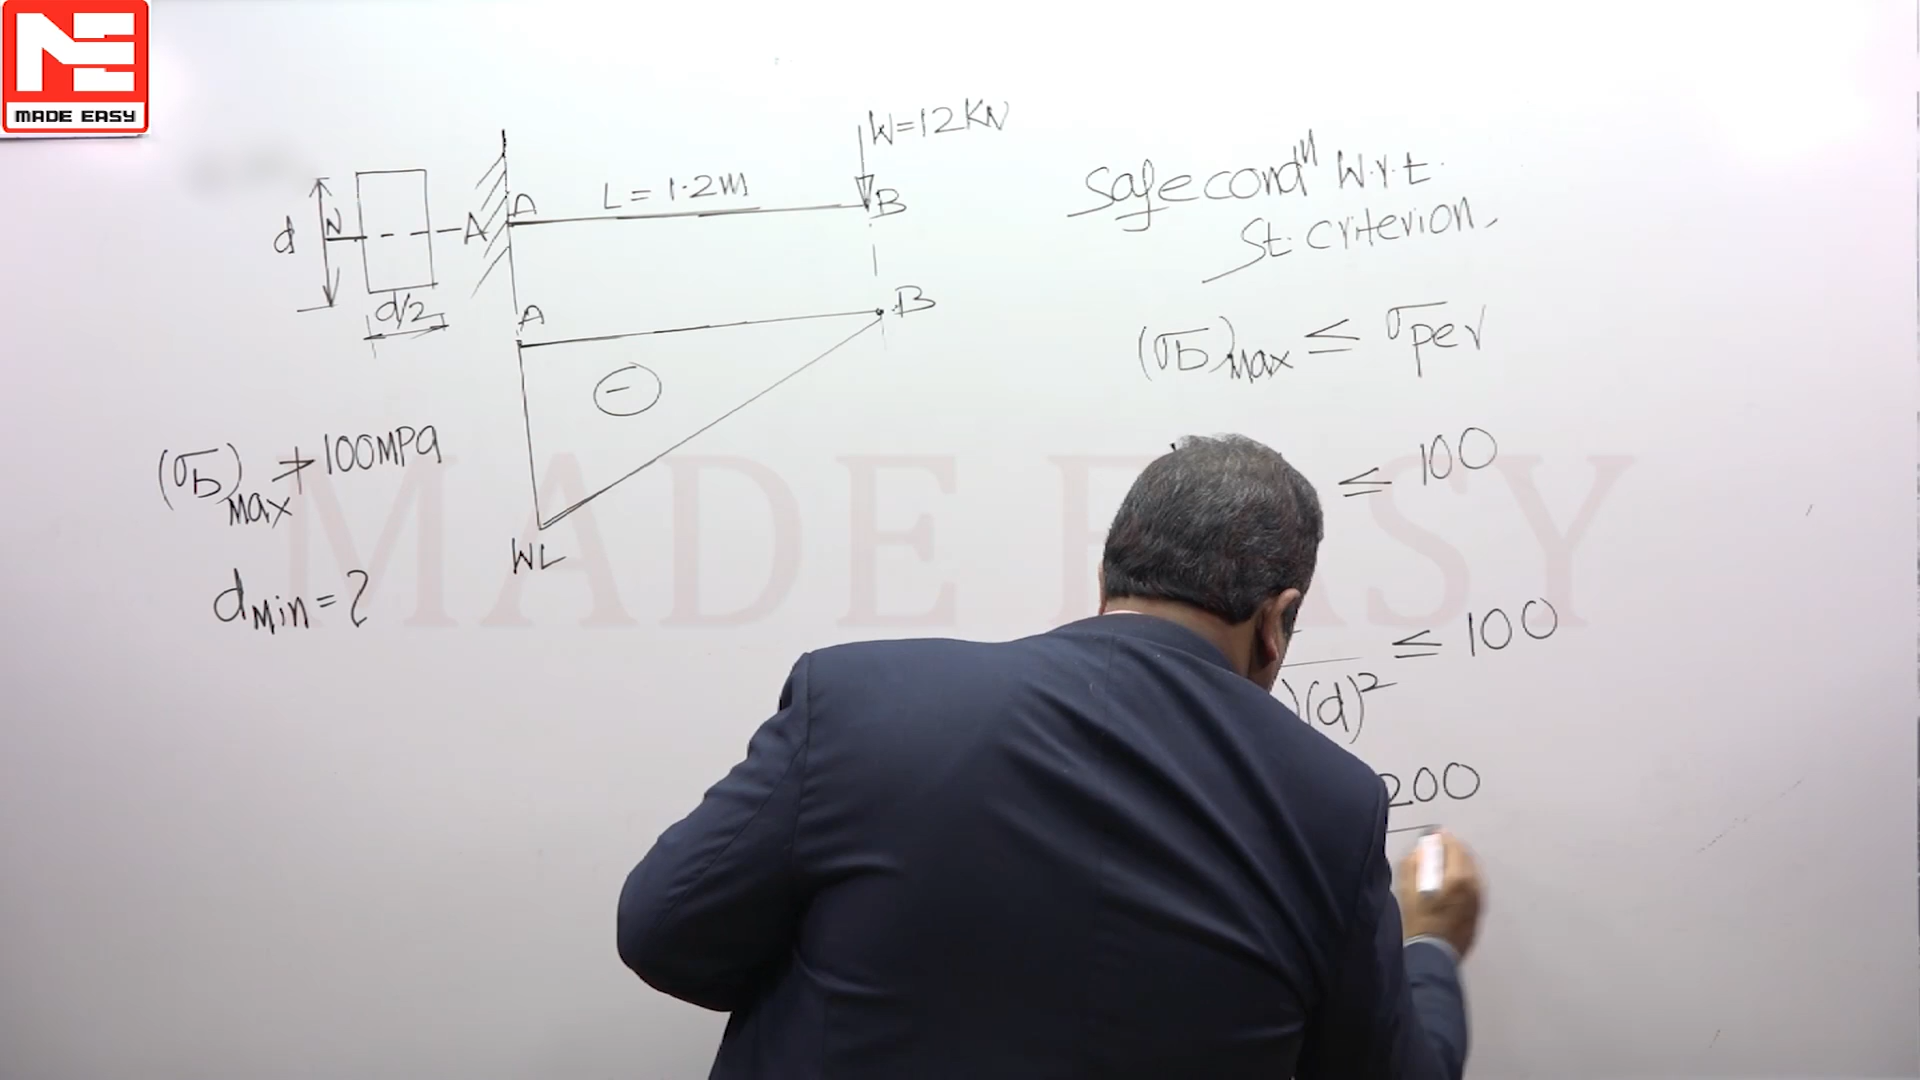 MADE EASY
W=12KN
L=1.2m
A
B
d
N
A
d/2
A
B
−
WL
(σb)max ≯ 100MPa
dMin=?
Safe condⁿ w.r.t.
St. criterion
(σb)Max ≤ σper
≤ 100
≤ 100
)(d)²
200
MADE EASY